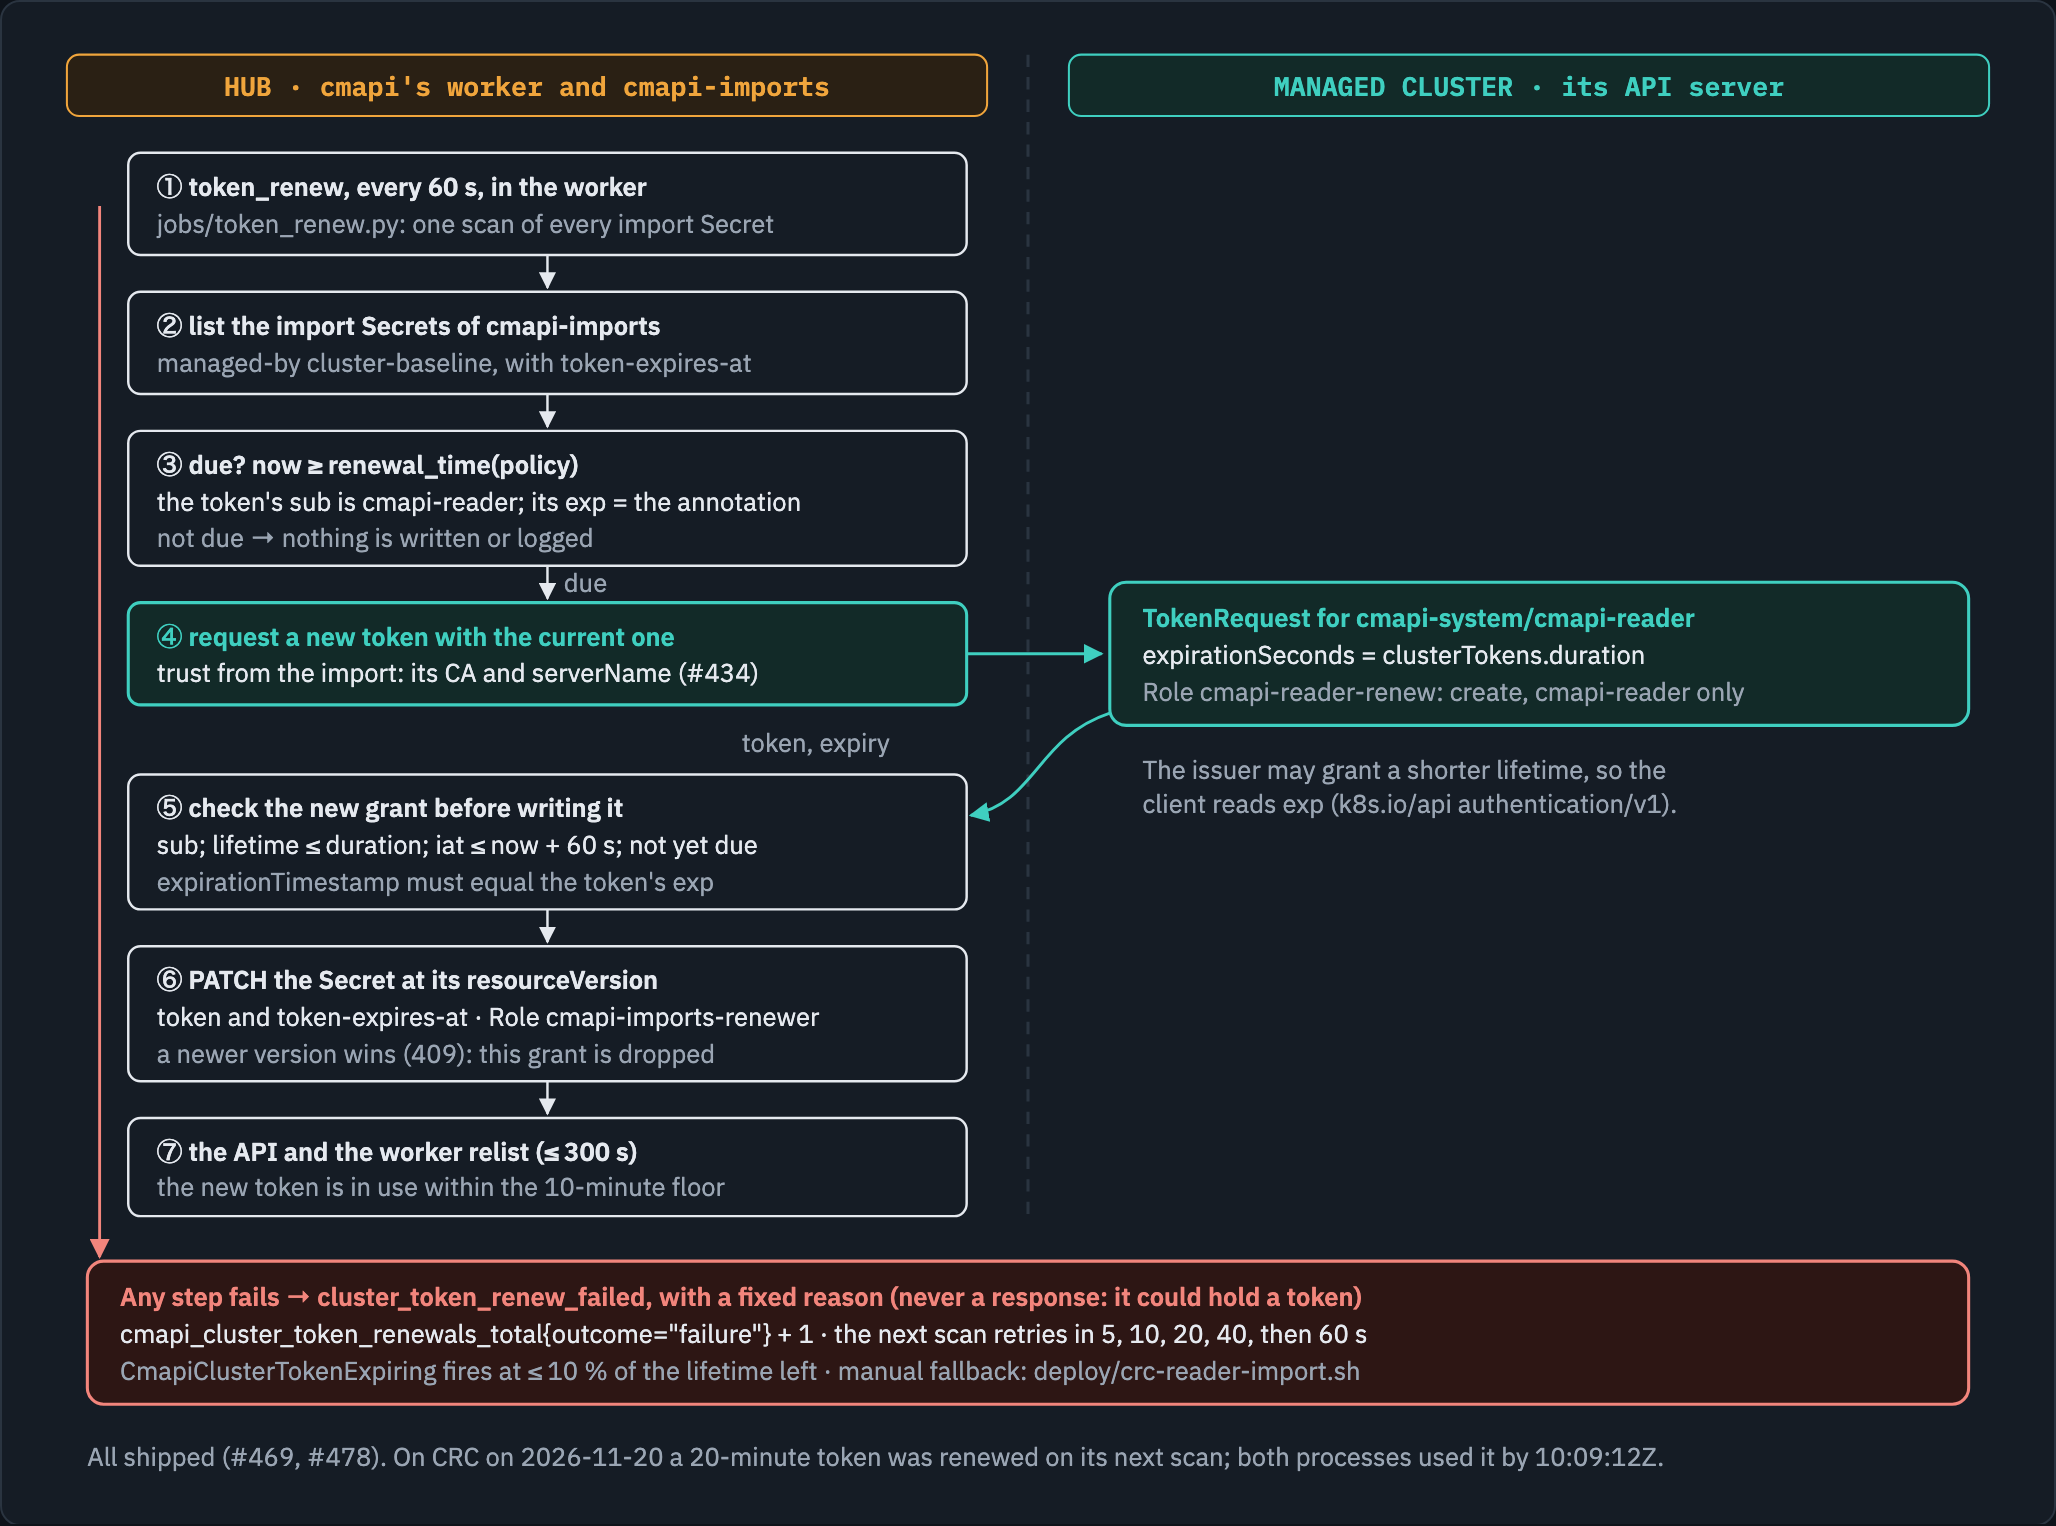 HUB · cmapi's worker and cmapi-imports
MANAGED CLUSTER · its API server
① token_renew, every 60 s, in the worker
jobs/token_renew.py: one scan of every import Secret
② list the import Secrets of cmapi-imports
managed-by cluster-baseline, with token-expires-at
③ due? now ≥ renewal_time(policy)
the token's sub is cmapi-reader; its exp = the annotation
not due → nothing is written or logged
due
④ request a new token with the current one
trust from the import: its CA and serverName (#434)
TokenRequest for cmapi-system/cmapi-reader
expirationSeconds = clusterTokens.duration
Role cmapi-reader-renew: create, cmapi-reader only
The issuer may grant a shorter lifetime, so the
client reads exp (k8s.io/api authentication/v1).
token, expiry
⑤ check the new grant before writing it
sub; lifetime ≤ duration; iat ≤ now + 60 s; not yet due
expirationTimestamp must equal the token's exp
⑥ PATCH the Secret at its resourceVersion
token and token-expires-at · Role cmapi-imports-renewer
a newer version wins (409): this grant is dropped
⑦ the API and the worker relist (≤ 300 s)
the new token is in use within the 10-minute floor
Any step fails → cluster_token_renew_failed, with a fixed reason (never a response: it could hold a token)
cmapi_cluster_token_renewals_total{outcome="failure"} + 1 · the next scan retries in 5, 10, 20, 40, then 60 s
CmapiClusterTokenExpiring fires at ≤ 10 % of the lifetime left · manual fallback: deploy/crc-reader-import.sh
All shipped (#469, #478). On CRC on 2026-11-20 a 20-minute token was renewed on its next scan; both processes used it by 10:09:12Z.